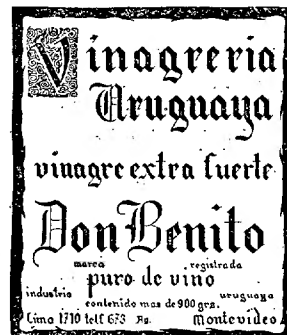 Vinagreria
Uruguaya
vinagre extra fuerte
Don Benito
marca registrada
puro de vino
industria uruguaya
contenido mas de 900 grs.
Lima 1710 telf 673 Ag. Montevideo